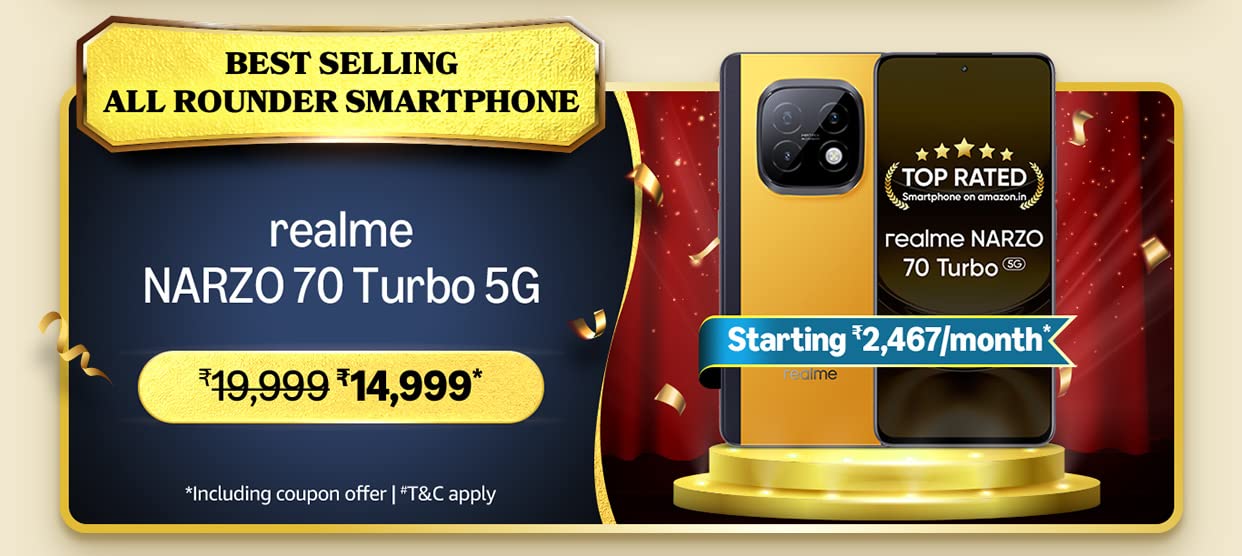 BEST SELLING
ALL ROUNDER SMARTPHONE
realme
NARZO 70 Turbo 5G
₹19,999 ₹14,999*
*Including coupon offer | #T&C apply
TOP RATED
Smartphone on amazon.in
realme NARZO
70 Turbo 5G
Starting ₹2,467/month*
realme